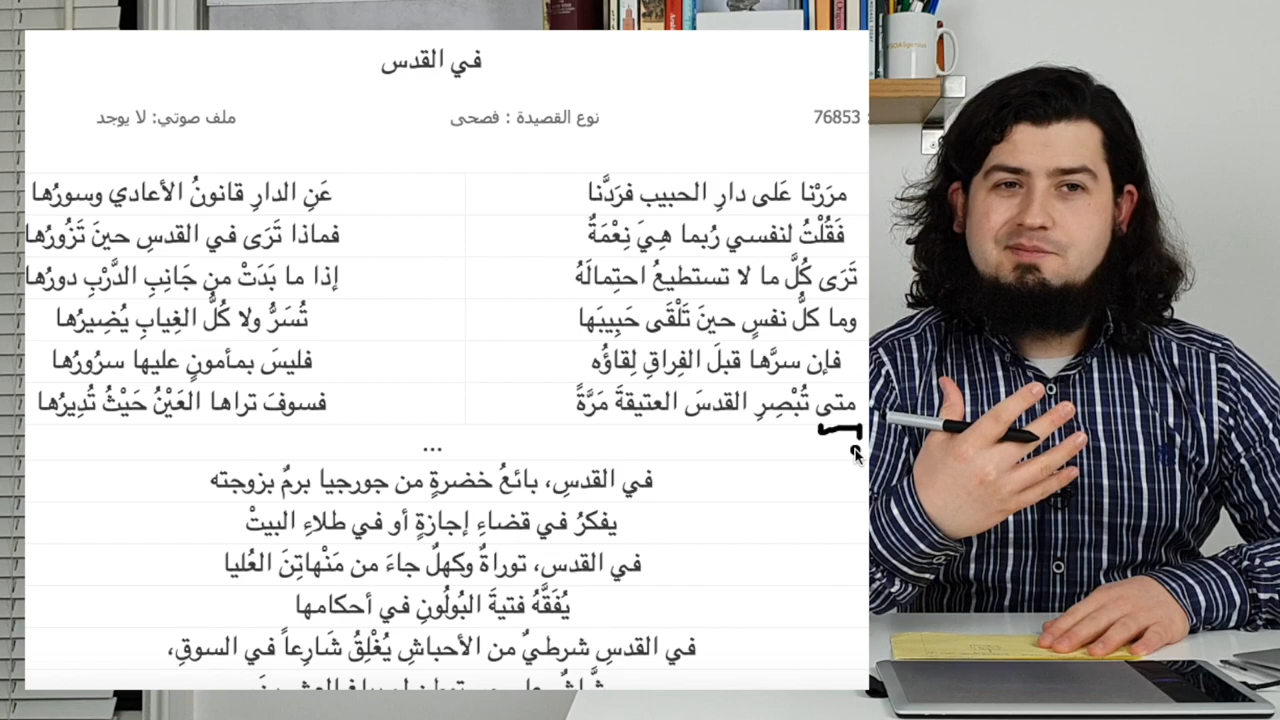 في القدس
76853
نوع القصيدة : فصحى
ملف صوتي: لا يوجد
مرَرْنا عَلى دارِ الحبيب فرَدَّنا عَنِ الدارِ قانونُ الأعادي وسورُها
فَقُلْتُ لنفسي رُبما هِيَ نِعْمَةٌ فماذا تَرَى في القدسِ حينَ تَزُورُها
تَرَى كُلَّ ما لا تستطيعُ احتِمالَهُ إذا ما بَدَتْ من جَانِبِ الدَّرْبِ دورُها
وما كلُّ نفسٍ حينَ تَلْقَى حَبِيبَها تُسَرُّ ولا كُلُّ الغِيابِ يُضِيرُها
فإن سرَّها قبلَ الفِراقِ لِقاؤُه فليسَ بمأمونٍ عليها سرُورُها
متى تُبْصِرِ القدسَ العتيقةَ مَرَّةً فسوفَ تراها العَيْنُ حَيْثُ تُدِيرُها
...
في القدسِ، بائعُ خضرةٍ من جورجيا برمٌ بزوجته
يفكرُ في قضاءِ إجازةٍ أو في طلاءِ البيتْ
في القدس، توراةٌ وكهلٌ جاءَ من مَنْهاتِنَ العُليا
يُفَقَّهُ فتيةَ البُولُونِ في أحكامها
في القدسِ شرطيٌ من الأحباشِ يُغْلِقُ شَارِعاً في السوقِ،